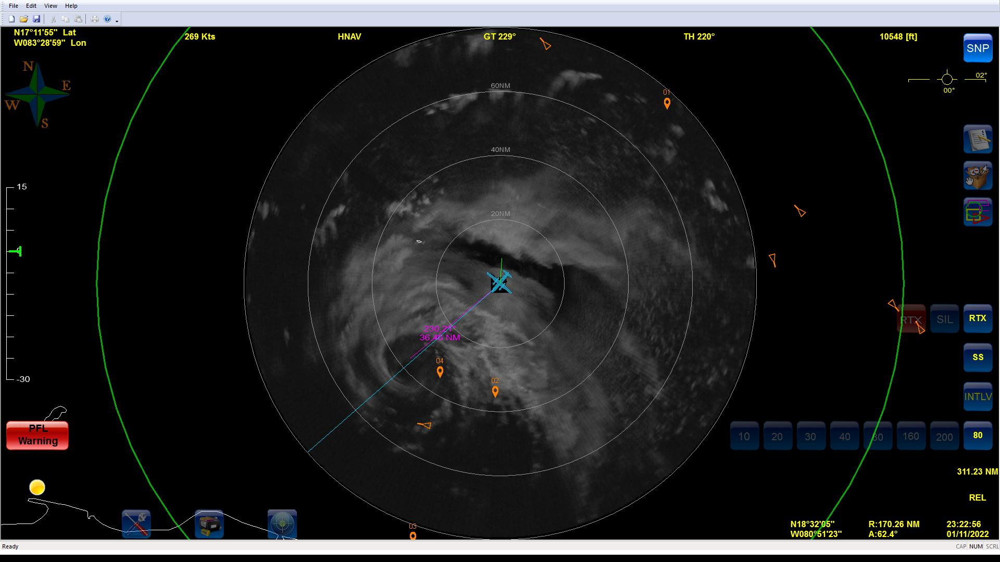 File Edit View Help
N17°11'55" Lat
W083°28'59" Lon
269 Kts
HNAV
GT 229°
TH 220°
10548 [ft]
SNP
N
E
W
S
02°
00°
60NM
01
40NM
15
20NM
0
RTX
SIL
RTX
230.21°
36.46 NM
04
SS
02
-30
INTLV
PFL
Warning
10
20
30
40
80
160
200
80
311.23 NM
REL
03
N18°32'05"
W080°51'23"
R:170.26 NM
A:62.4°
23:22:56
01/11/2022
Ready
CAP NUM SCRL